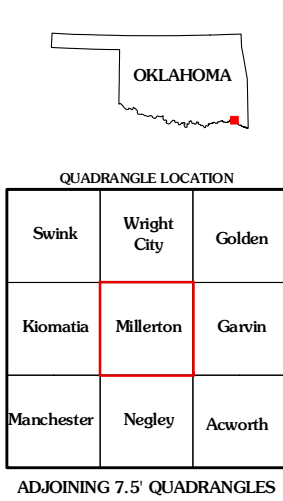 OKLAHOMA
QUADRANGLE LOCATION
Swink
Wright
City
Golden
Kiomatia
Millerton
Garvin
Manchester
Negley
Acworth
ADJOINING 7.5' QUADRANGLES